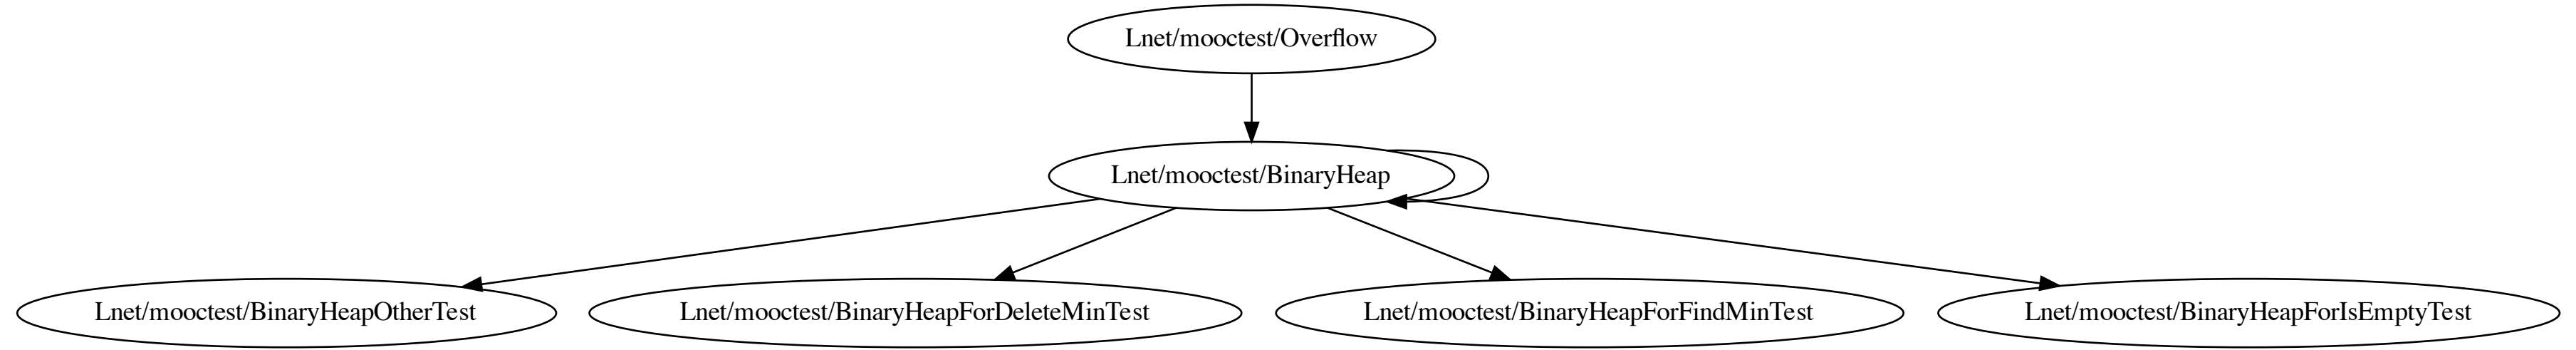 Lnet/mooctest/Overflow
Lnet/mooctest/BinaryHeap
Lnet/mooctest/BinaryHeapOtherTest
Lnet/mooctest/BinaryHeapForDeleteMinTest
Lnet/mooctest/BinaryHeapForFindMinTest
Lnet/mooctest/BinaryHeapForIsEmptyTest